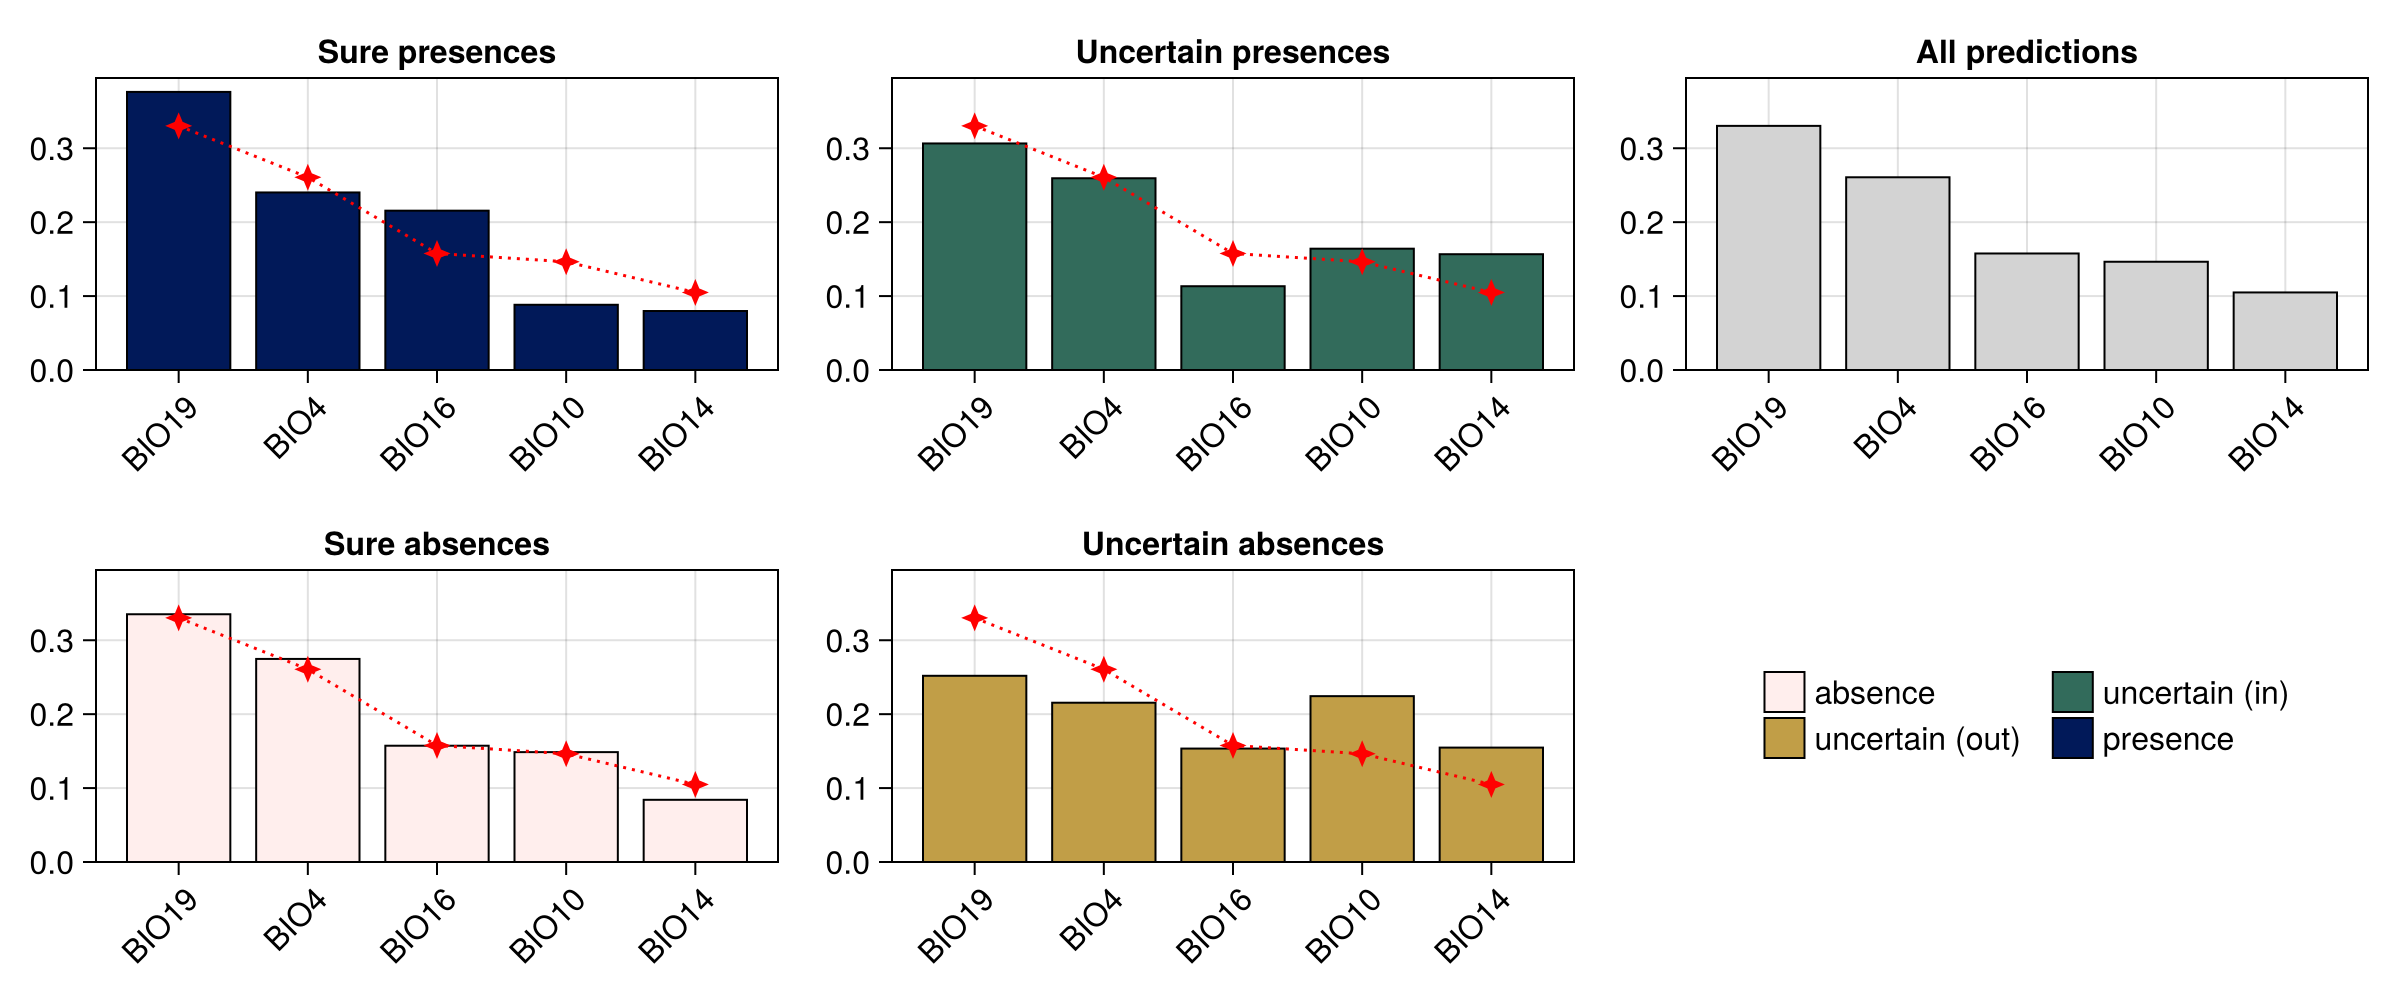 Sure presences
0.3
0.2
0.1
0.0
BIO19 BIO4 BIO16 BIO10 BIO14
Uncertain presences
0.3
0.2
0.1
0.0
BIO19 BIO4 BIO16 BIO10 BIO14
All predictions
0.3
0.2
0.1
0.0
BIO19 BIO4 BIO16 BIO10 BIO14
Sure absences
0.3
0.2
0.1
0.0
BIO19 BIO4 BIO16 BIO10 BIO14
Uncertain absences
0.3
0.2
0.1
0.0
BIO19 BIO4 BIO16 BIO10 BIO14
absence uncertain (in)
uncertain (out) presence